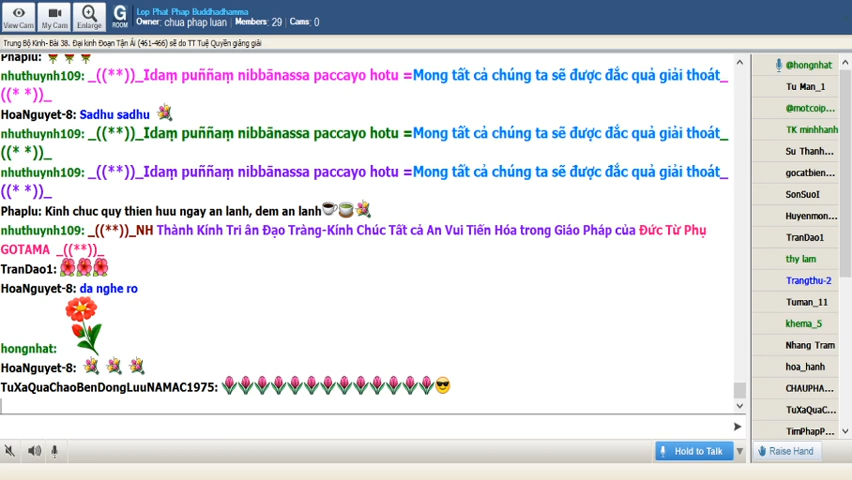 Lop Phat Phap Buddhadhamma
Owner: chua phap luan / Members: 29 / Cams: 0
View Cam
My Cam
Enlarge
G
ROOM
Trung Bộ Kinh- Bài 38. Đại kinh Đoạn Tận Ái (461-466) sẽ do TT Tuệ Quyền giảng giải
Phaplu:
nhuthuynh109: _((**))_Idaṃ puññaṃ nibbānassa paccayo hotu =Mong tất cả chúng ta sẽ được đắc quả giải thoát_
((* *))_
HoaNguyet-8: Sadhu sadhu
nhuthuynh109: _((**))_Idaṃ puññaṃ nibbānassa paccayo hotu =Mong tất cả chúng ta sẽ được đắc quả giải thoát_
((* *))_
nhuthuynh109: _((**))_Idaṃ puññaṃ nibbānassa paccayo hotu =Mong tất cả chúng ta sẽ được đắc quả giải thoát_
((* *))_
Phaplu: Kinh chuc quy thien huu ngay an lanh, dem an lanh
nhuthuynh109: _((**))_NH Thành Kính Tri ân Đạo Tràng-Kính Chúc Tất cả An Vui Tiến Hóa trong Giáo Pháp của Đức Từ Phụ
GOTAMA _((**))_
TranDao1:
HoaNguyet-8: da nghe ro
hongnhat:
HoaNguyet-8:
TuXaQuaChaoBenDongLuuNAMAC1975:
@hongnhat
Tu Man_1
@motcoip...
TK minhhanh
Su Thanh...
gocatbien...
SonSuoI
Huyenmon...
TranDao1
thy lam
Trangthu-2
Tuman_11
khema_5
Nhang Tram
hoa_hanh
CHAUPHA...
TuXaQuaC...
TimPhapP...
Hold to Talk
Raise Hand